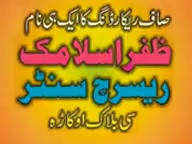 صاف ریکارڈنگ کا ایک ہی نام
ظفر اسلامک
ریسرچ سنٹر
سی بلاک اوکاڑہ